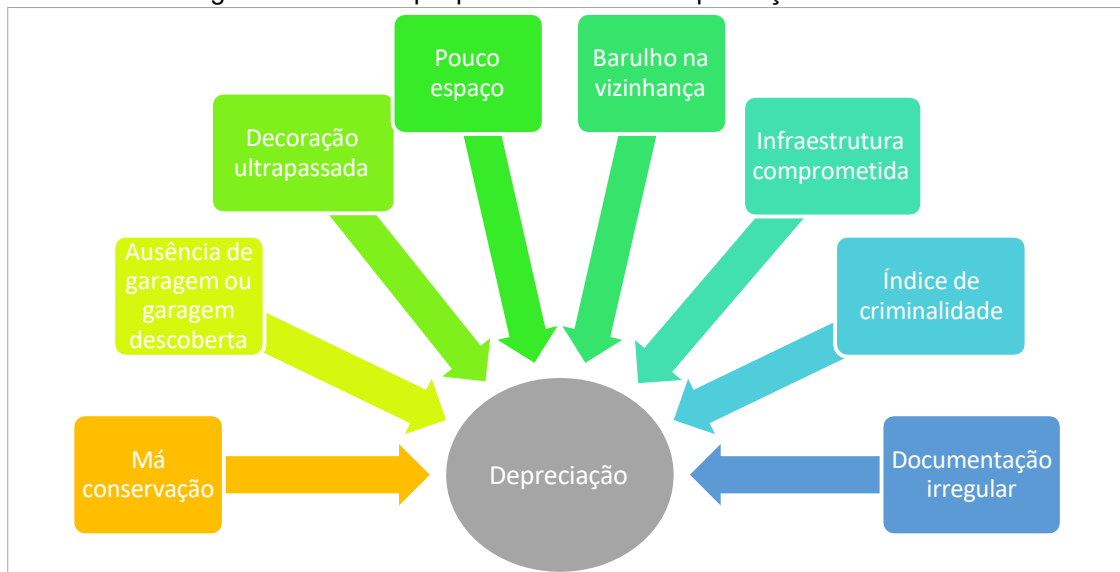 Pouco
espaço
Barulho na
vizinhança
Decoração
ultrapassada
Infraestrutura
comprometida
Ausência de
garagem ou
garagem
descoberta
Índice de
criminalidade
Má
conservação
Depreciação
Documentação
irregular